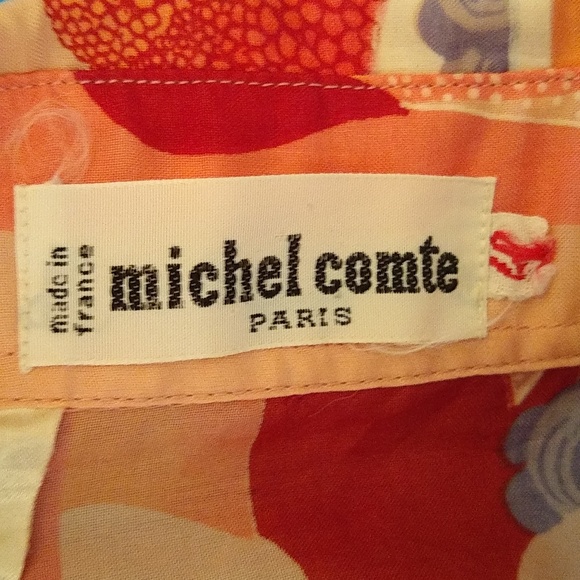 made in
france
michel comte
PARIS